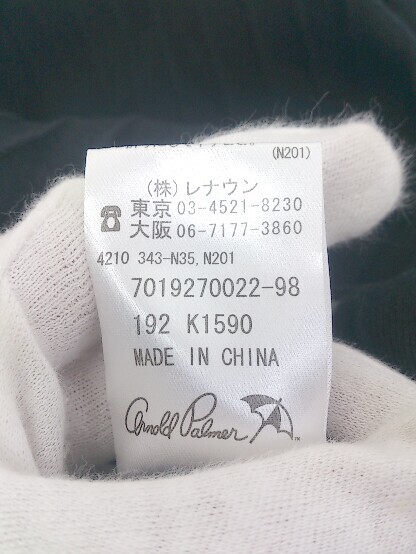 (N201)
(株)レナウン
☎ 東京 03-4521-8230
大阪 06-7177-3860
4210 343-N35, N201
7019270022-98
192 K1590
MADE IN CHINA
Arnold Palmer ™